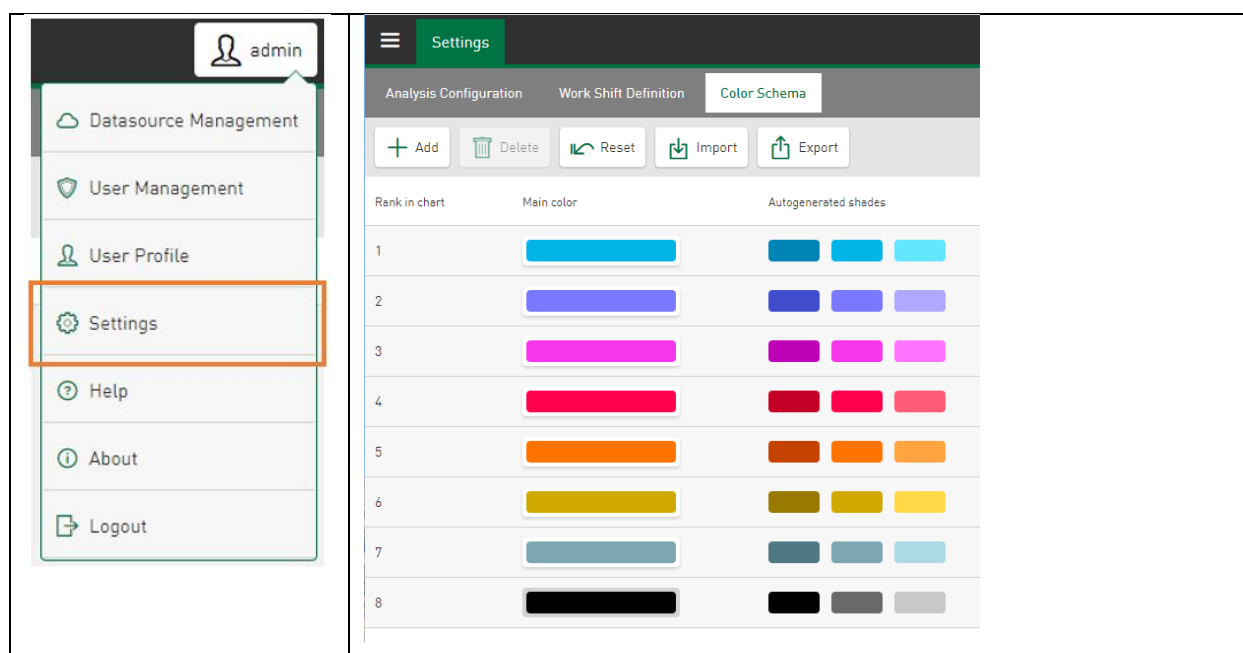 admin
Datasource Management
User Management
User Profile
Settings
Help
About
Logout
Settings
Analysis Configuration Work Shift Definition Color Schema
Add Delete Reset Import Export
Rank in chart Main color Autogenerated shades
1
2
3
4
5
6
7
8